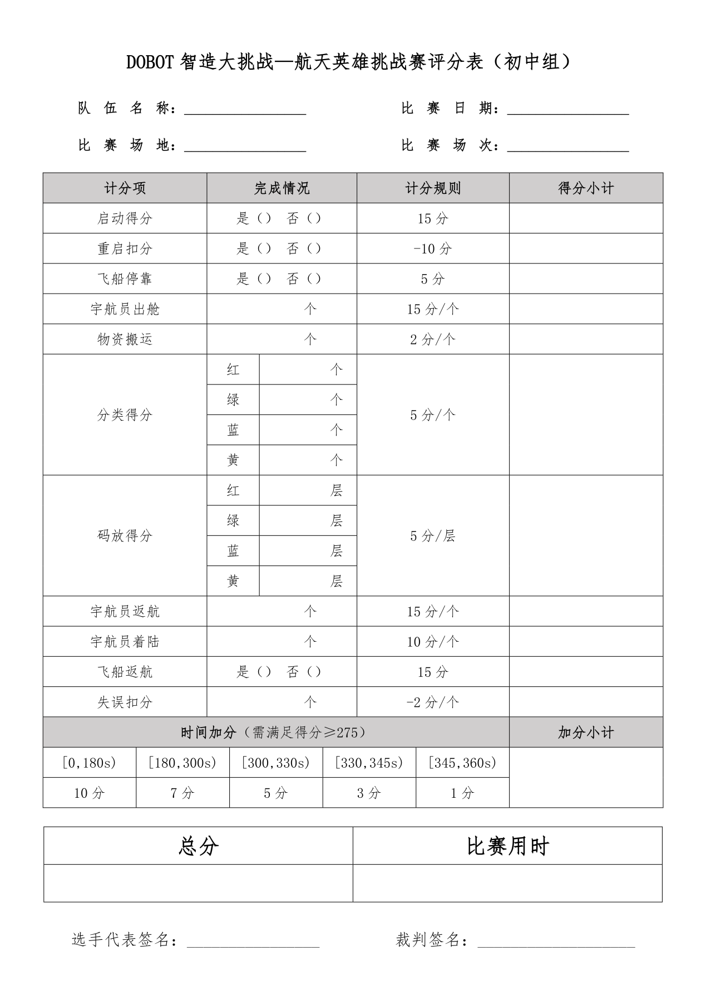 DOBOT 智造大挑战—航天英雄挑战赛评分表（初中组）
队 伍 名 称：
比 赛 日 期：
比 赛 场 地：
比 赛 场 次：
计分项 完成情况 计分规则 得分小计
启动得分 是（） 否（） 15 分
重启扣分 是（） 否（） -10 分
飞船停靠 是（） 否（） 5 分
宇航员出舱 个 15 分/个
物资搬运 个 2 分/个
分类得分
红 个
绿 个
蓝 个
黄 个
5 分/个
码放得分
红 层
绿 层
蓝 层
黄 层
5 分/层
宇航员返航 个 15 分/个
宇航员着陆 个 10 分/个
飞船返航 是（） 否（） 15 分
失误扣分 个 -2 分/个
时间加分（需满足得分≥275） 加分小计
[0,180s) [180,300s) [300,330s) [330,345s) [345,360s)
10 分 7 分 5 分 3 分 1 分
总分 比赛用时
选手代表签名：
裁判签名：